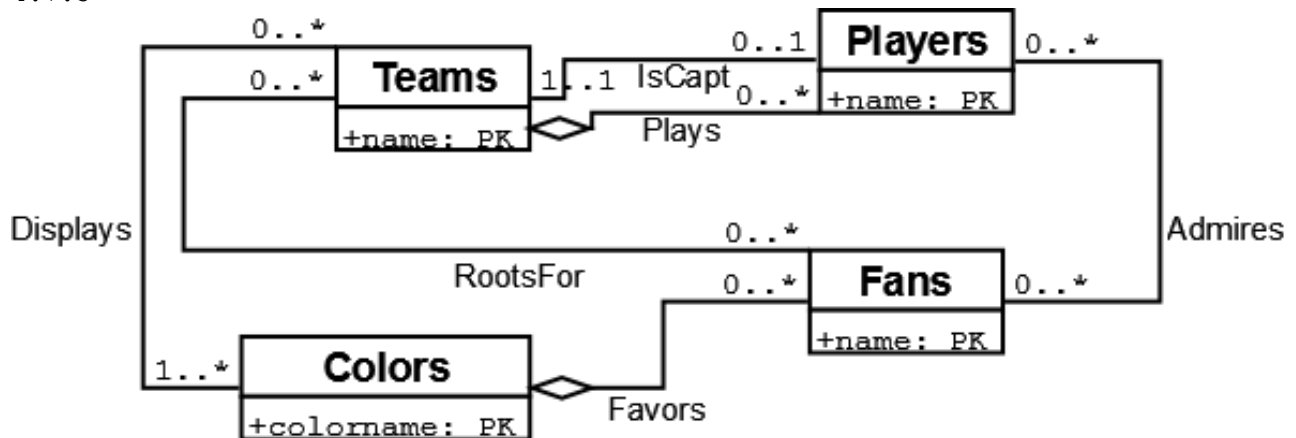 0..*
0..*
Teams
+name: PK
1..1
IsCapt
0..1
0..*
Plays
Players
+name: PK
0..*
Displays
Admires
RootsFor
0..*
0..*
Fans
+name: PK
0..*
1..*
Colors
+colorname: PK
Favors